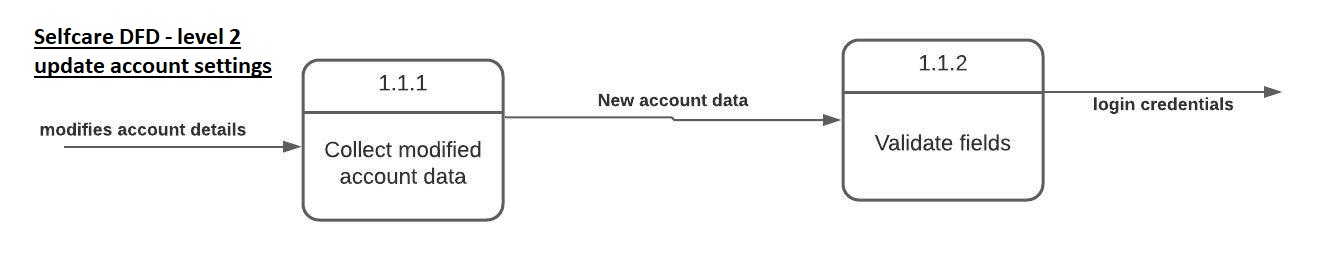 Selfcare DFD - level 2
update account settings
modifies account details
1.1.1
Collect modified
account data
New account data
1.1.2
Validate fields
login credentials